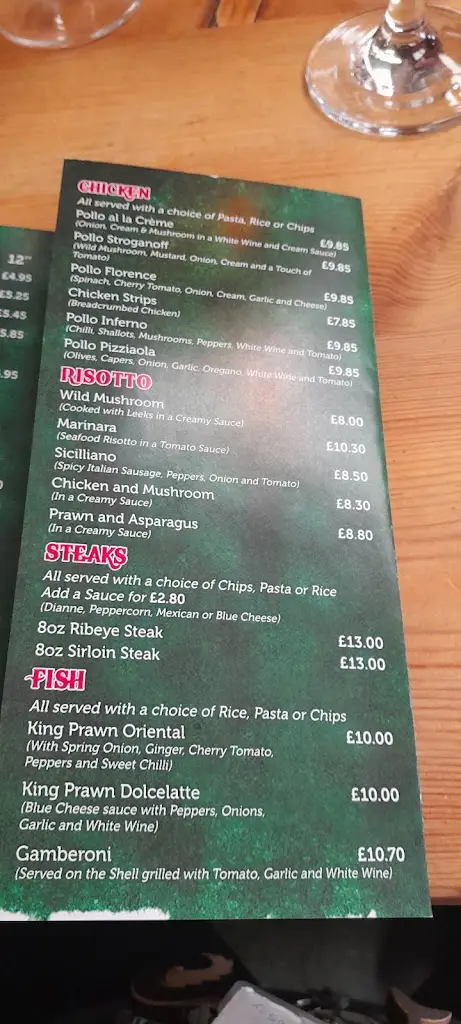 12"
£4.95
£5.25
£5.45
£5.85
.95
CHICKEN
All served with a choice of Pasta, Rice or Chips
Pollo al la Crème £9.85
(Onion, Cream & Mushroom in a White Wine and Cream Sauce)
Pollo Stroganoff £9.85
(Wild Mushroom, Mustard, Onion, Cream and a Touch of
Tomato)
Pollo Florence £9.85
(Spinach, Cherry Tomato, Onion, Cream, Garlic and Cheese)
Chicken Strips £7.85
(Breadcrumbed Chicken)
Pollo Inferno £9.85
(Chilli, Shallots, Mushrooms, Peppers, White Wine and Tomato)
Pollo Pizziaola £9.85
(Olives, Capers, Onion, Garlic, Oregano, White Wine and Tomato)
RISOTTO
Wild Mushroom £8.00
(Cooked with Leeks in a Creamy Sauce)
Marinara £10.30
(Seafood Risotto in a Tomato Sauce)
Sicilliano £8.50
(Spicy Italian Sausage, Peppers, Onion and Tomato)
Chicken and Mushroom £8.30
(In a Creamy Sauce)
Prawn and Asparagus £8.80
(In a Creamy Sauce)
STEAKS
All served with a choice of Chips, Pasta or Rice
Add a Sauce for £2.80
(Dianne, Peppercorn, Mexican or Blue Cheese)
8oz Ribeye Steak £13.00
8oz Sirloin Steak £13.00
FISH
All served with a choice of Rice, Pasta or Chips
King Prawn Oriental £10.00
(With Spring Onion, Ginger, Cherry Tomato,
Peppers and Sweet Chilli)
King Prawn Dolcelatte £10.00
(Blue Cheese sauce with Peppers, Onions,
Garlic and White Wine)
Gamberoni £10.70
(Served on the Shell grilled with Tomato, Garlic and White Wine)